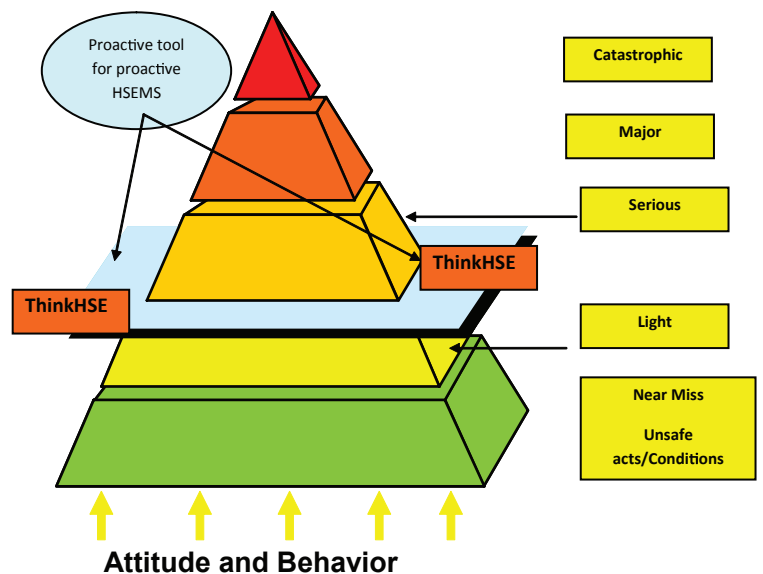 Proactive tool
for proactive
HSEMS
Catastrophic
Major
Serious
ThinkHSE
ThinkHSE
Light
Near Miss
Unsafe
acts/Conditions
Attitude and Behavior